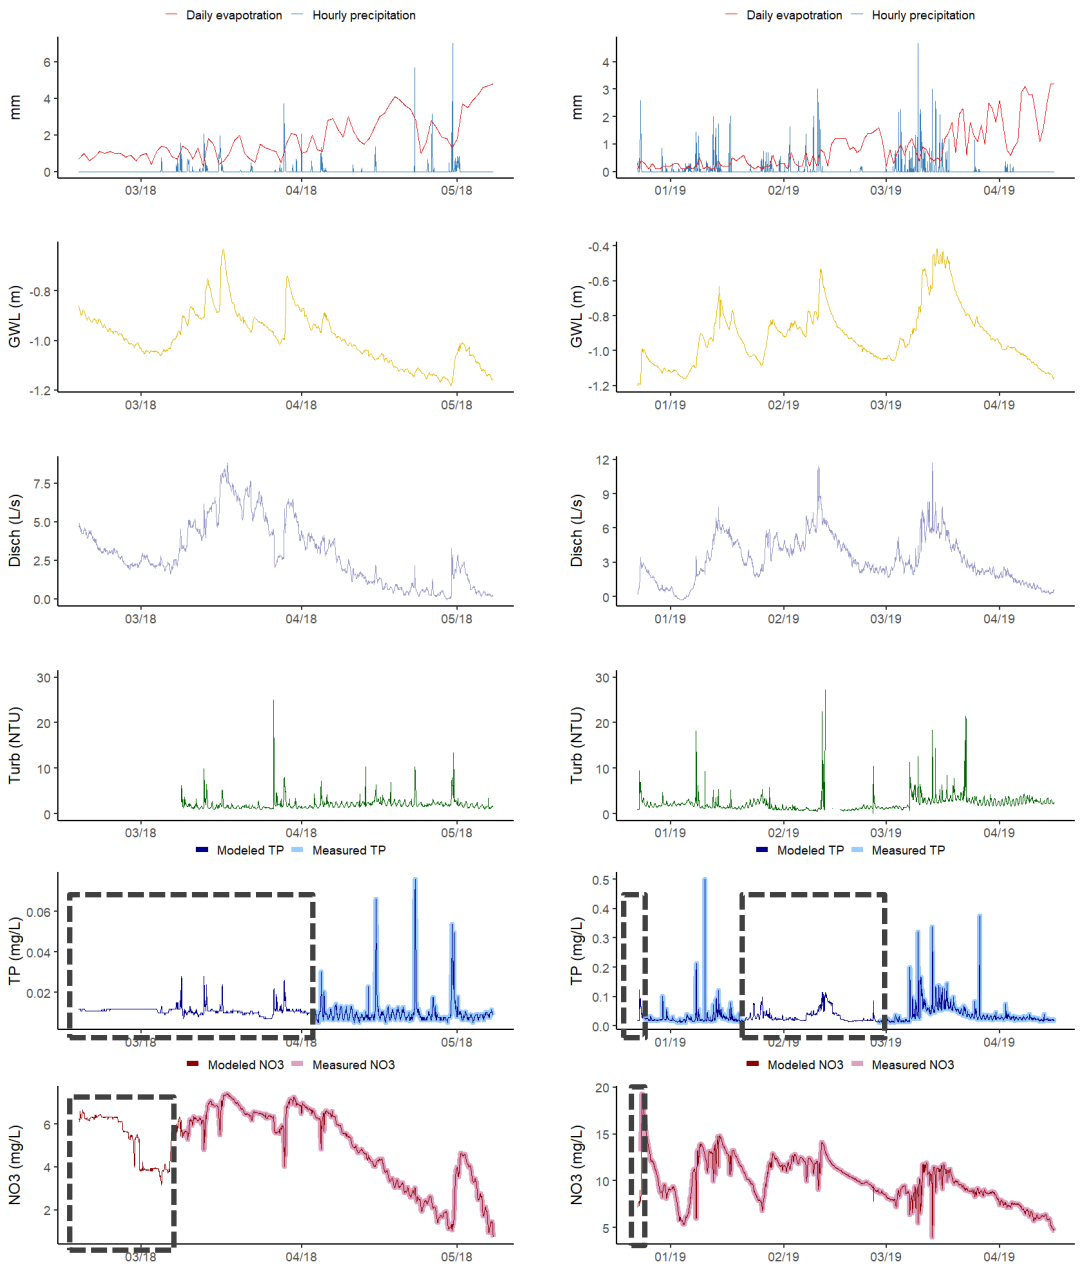 Daily evapotration Hourly precipitation
mm
6
4
2
0
03/18 04/18 05/18
Daily evapotration Hourly precipitation
mm
4
3
2
1
0
01/19 02/19 03/19 04/19
GWL (m)
-0.8
-1.0
-1.2
03/18 04/18 05/18
GWL (m)
-0.4
-0.6
-0.8
-1.0
-1.2
01/19 02/19 03/19 04/19
Disch (L/s)
7.5
5.0
2.5
0.0
03/18 04/18 05/18
Disch (L/s)
12
9
6
3
0
01/19 02/19 03/19 04/19
Turb (NTU)
30
20
10
0
03/18 04/18 05/18
Turb (NTU)
30
20
10
0
01/19 02/19 03/19 04/19
Modeled TP Measured TP
TP (mg/L)
0.06
0.04
0.02
03/18 04/18 05/18
Modeled TP Measured TP
TP (mg/L)
0.5
0.4
0.3
0.2
0.1
0.0
01/19 02/19 03/19 04/19
Modeled NO3 Measured NO3
NO3 (mg/L)
6
4
2
03/18 04/18 05/18
Modeled NO3 Measured NO3
NO3 (mg/L)
20
15
10
5
01/19 02/19 03/19 04/19